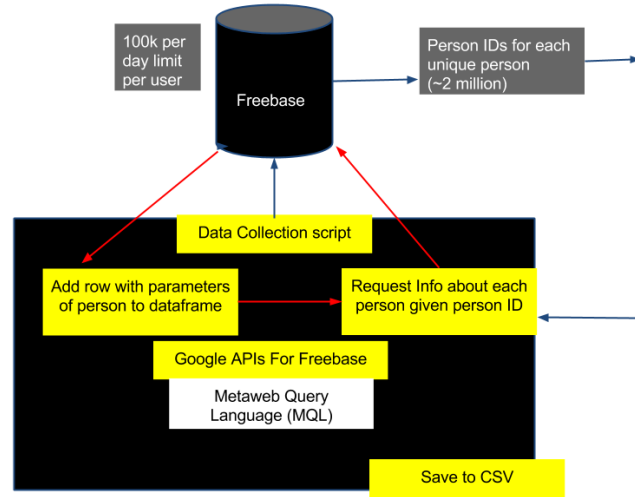 100k per
day limit
per user
Freebase
Person IDs for each
unique person
(~2 million)
Data Collection script
Add row with parameters
of person to dataframe
Request Info about each
person given person ID
Google APIs For Freebase
Metaweb Query
Language (MQL)
Save to CSV